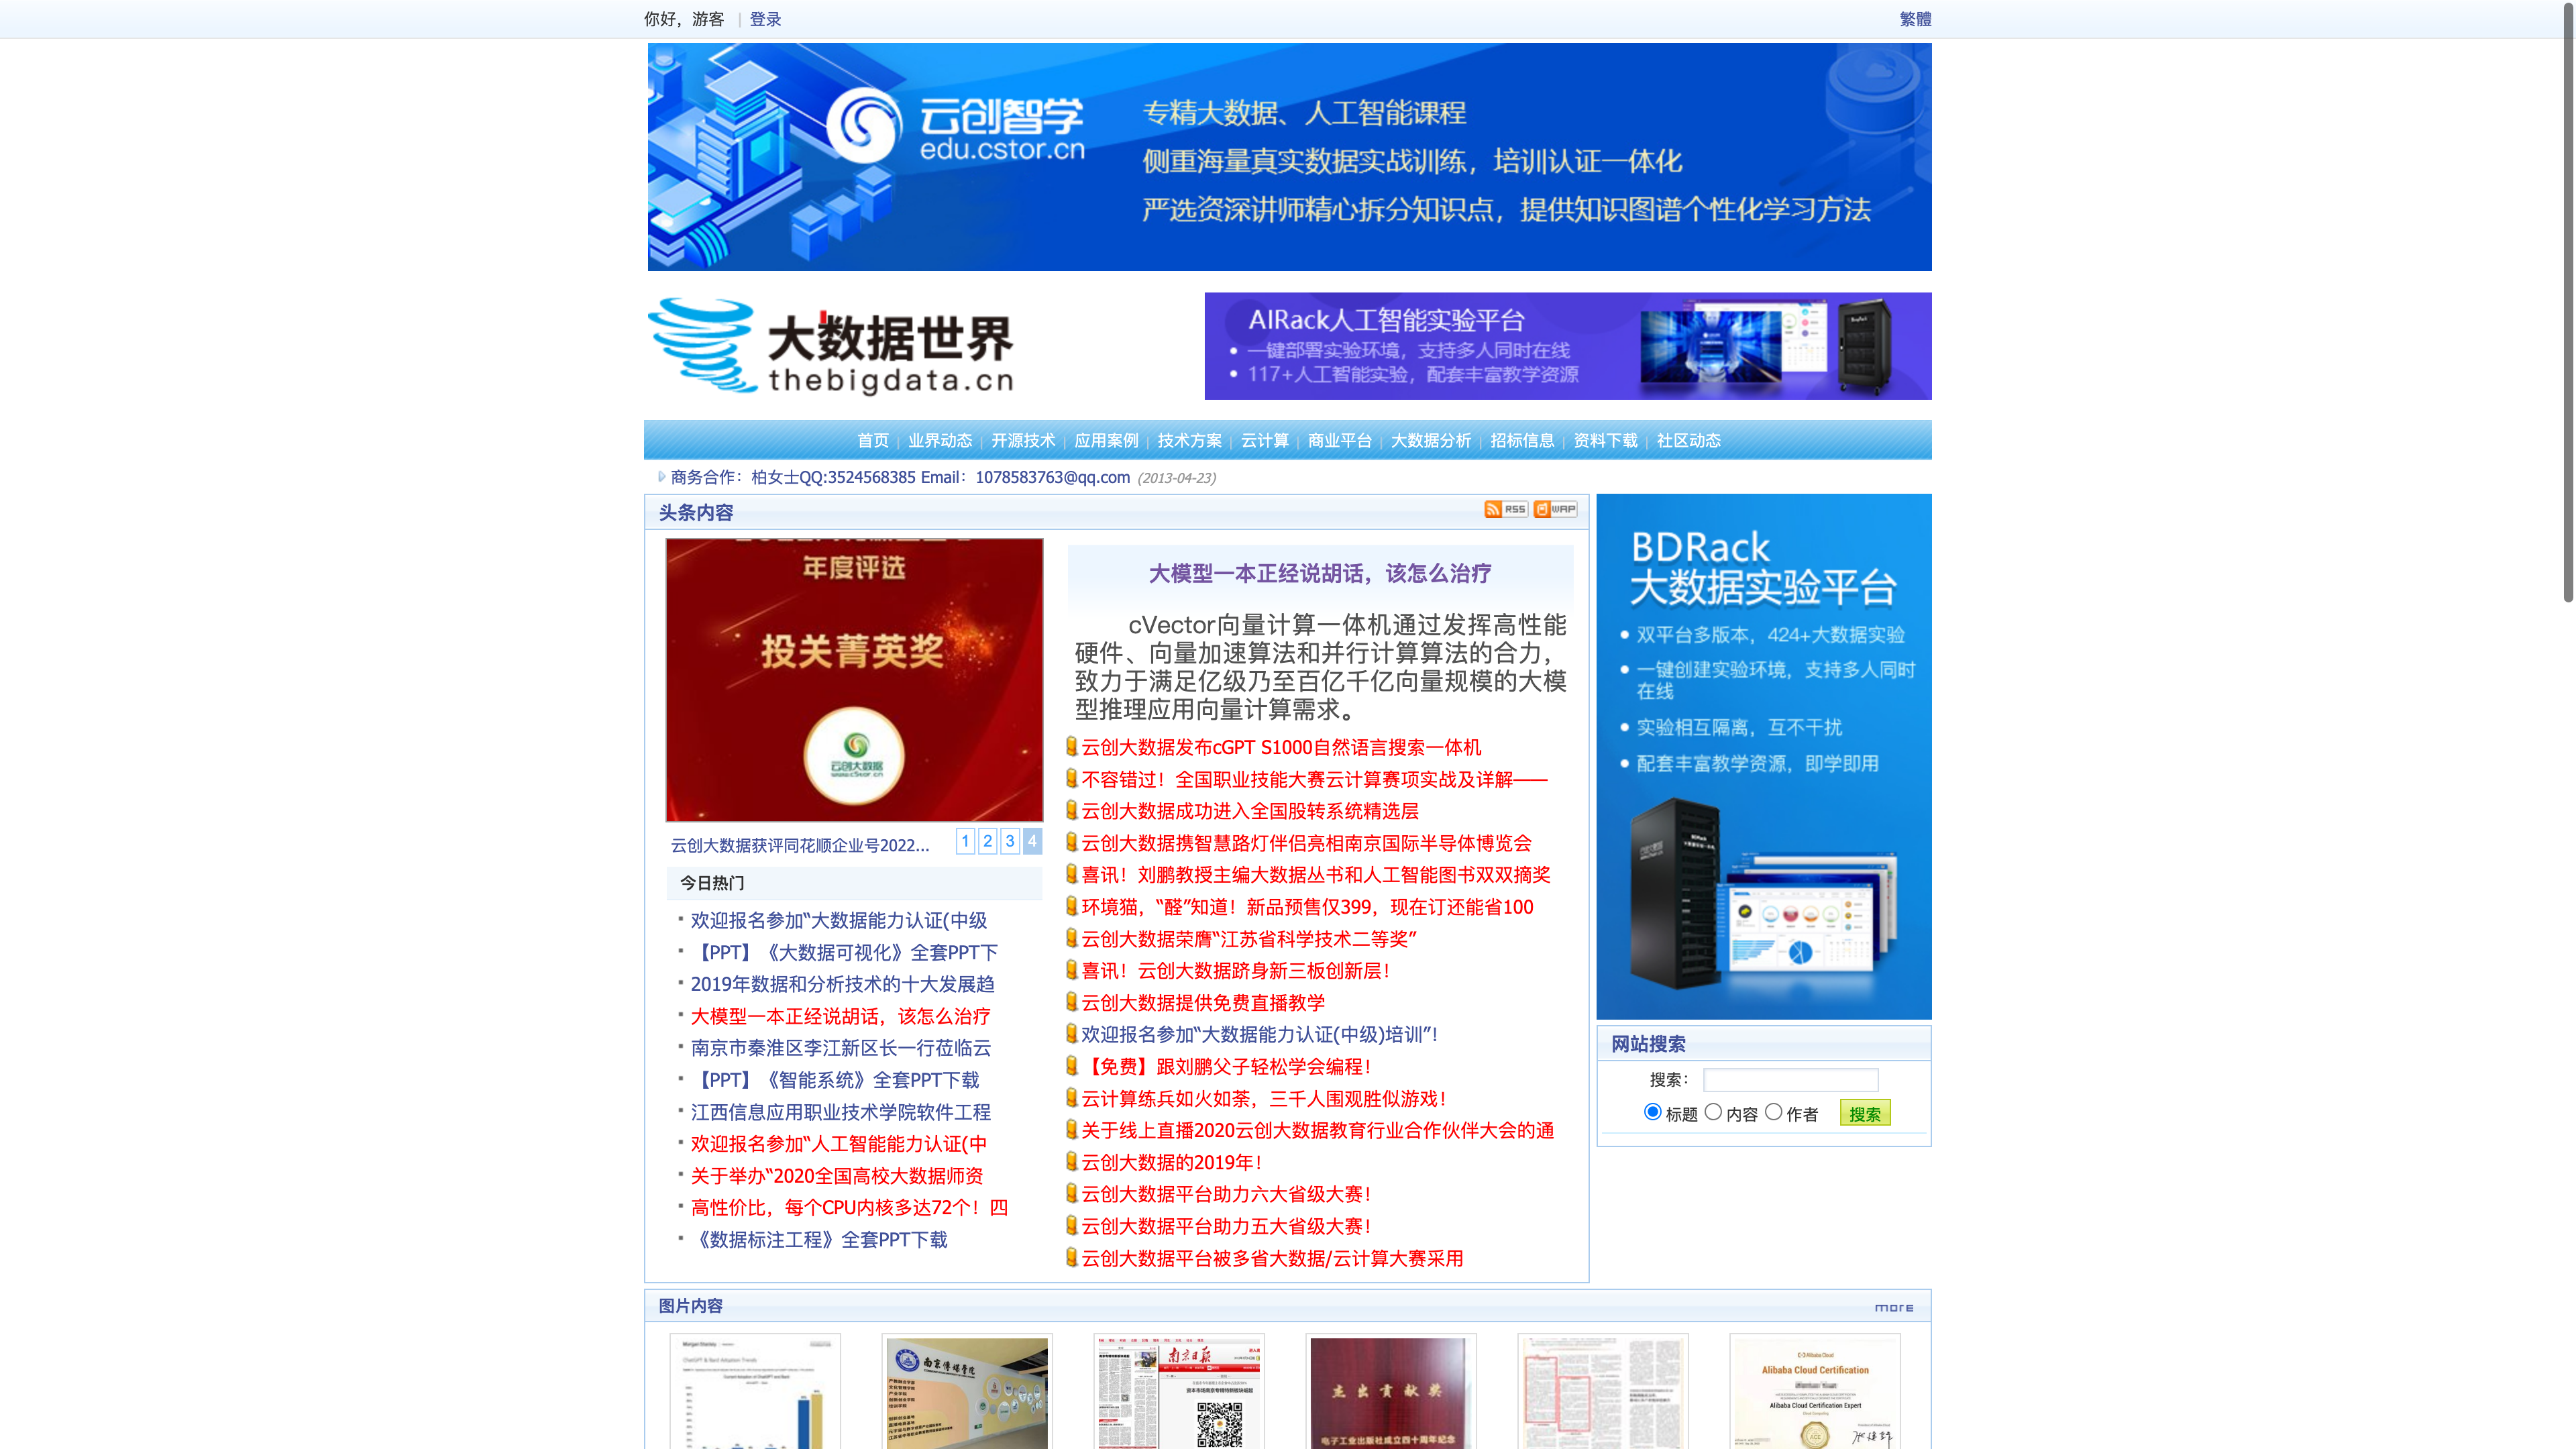 你好，游客 | 登录
繁體
云创智学
edu.cstor.cn
专精大数据、人工智能课程
侧重海量真实数据实战训练，培训认证一体化
严选资深讲师精心拆分知识点，提供知识图谱个性化学习方法
大数据世界
thebigdata.cn
AIRack人工智能实验平台
一键部署实验环境，支持多人同时在线
117+人工智能实验，配套丰富教学资源
首页 | 业界动态 | 开源技术 | 应用案例 | 技术方案 | 云计算 | 商业平台 | 大数据分析 | 招标信息 | 资料下载 | 社区动态
商务合作：柏女士QQ:3524568385 Email：1078583763@qq.com (2013-04-23)
头条内容
RSS WAP
年度评选
投关菁英奖
云创大数据
www.cstor.cn
云创大数据获评同花顺企业号2022...
1 2 3 4
今日热门
欢迎报名参加“大数据能力认证(中级
【PPT】《大数据可视化》全套PPT下
2019年数据和分析技术的十大发展趋
大模型一本正经说胡话，该怎么治疗
南京市秦淮区李江新区长一行莅临云
【PPT】《智能系统》全套PPT下载
江西信息应用职业技术学院软件工程
欢迎报名参加“人工智能能力认证(中
关于举办“2020全国高校大数据师资
高性价比，每个CPU内核多达72个！四
《数据标注工程》全套PPT下载
大模型一本正经说胡话，该怎么治疗
cVector向量计算一体机通过发挥高性能
硬件、向量加速算法和并行计算算法的合力，
致力于满足亿级乃至百亿千亿向量规模的大模
型推理应用向量计算需求。
云创大数据发布cGPT S1000自然语言搜索一体机
不容错过！全国职业技能大赛云计算赛项实战及详解——
云创大数据成功进入全国股转系统精选层
云创大数据携智慧路灯伴侣亮相南京国际半导体博览会
喜讯！刘鹏教授主编大数据丛书和人工智能图书双双摘奖
环境猫，“醛”知道！新品预售仅399，现在订还能省100
云创大数据荣膺“江苏省科学技术二等奖”
喜讯！云创大数据跻身新三板创新层！
云创大数据提供免费直播教学
欢迎报名参加“大数据能力认证(中级)培训”！
【免费】跟刘鹏父子轻松学会编程！
云计算练兵如火如荼，三千人围观胜似游戏！
关于线上直播2020云创大数据教育行业合作伙伴大会的通
云创大数据的2019年！
云创大数据平台助力六大省级大赛！
云创大数据平台助力五大省级大赛！
云创大数据平台被多省大数据/云计算大赛采用
BDRack
大数据实验平台
双平台多版本，424+大数据实验
一键创建实验环境，支持多人同时
在线
实验相互隔离，互不干扰
配套丰富教学资源，即学即用
网站搜索
搜索：
标题 内容 作者 搜索
图片内容
more
Morgan Stanley
ChatGPT & Bard Adoption Trends
南京传媒学院
南京日报
杰出贡献奖
电子工业出版社成立四十周年纪念
Alibaba Cloud
Alibaba Cloud Certification
Alibaba Cloud Certification Expert